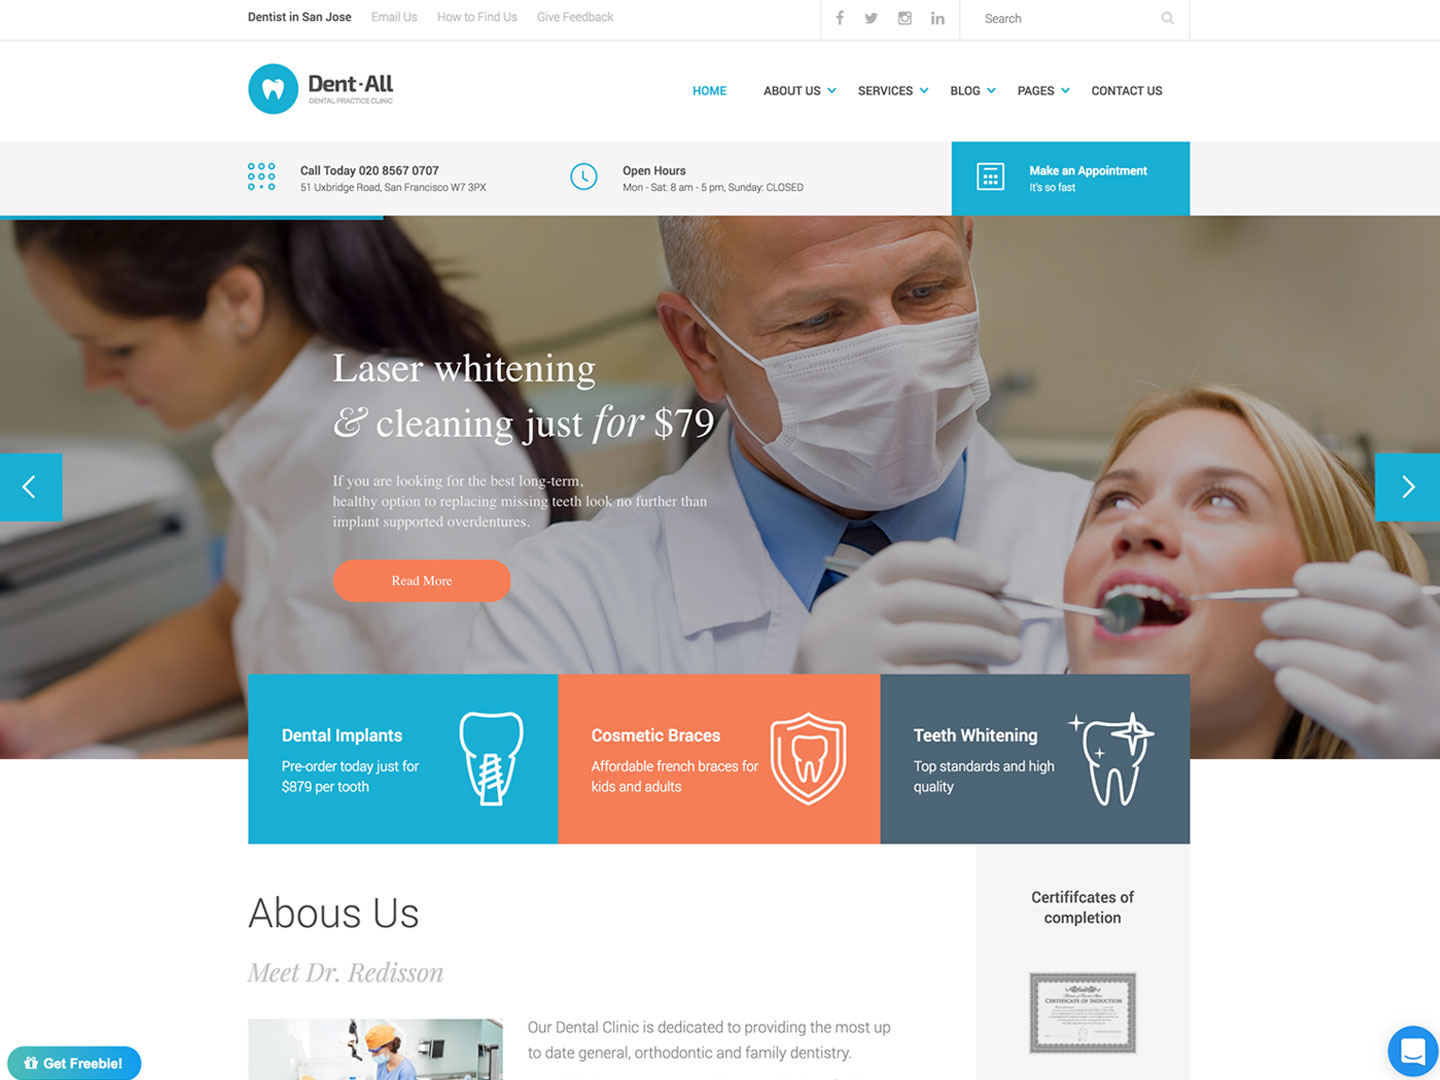 Dentist in San Jose
Email Us
How to Find Us
Give Feedback
Search
Dent·All
DENTAL PRACTICE CLINIC
HOME
ABOUT US
SERVICES
BLOG
PAGES
CONTACT US
Call Today 020 8567 0707
51 Uxbridge Road, San Francisco W7 3PX
Open Hours
Mon - Sat: 8 am - 5 pm, Sunday: CLOSED
Make an Appointment
It's so fast
Laser whitening
& cleaning just for $79
If you are looking for the best long-term,
healthy option to replacing missing teeth look no further than
implant supported overdentures.
Read More
Dental Implants
Pre-order today just for
$879 per tooth
Cosmetic Braces
Affordable french braces for
kids and adults
Teeth Whitening
Top standards and high
quality
Abous Us
Meet Dr. Redisson
Our Dental Clinic is dedicated to providing the most up
to date general, orthodontic and family dentistry.
Certififcates of
completion
CERTIFICATE OF INDUCTION
Get Freebie!